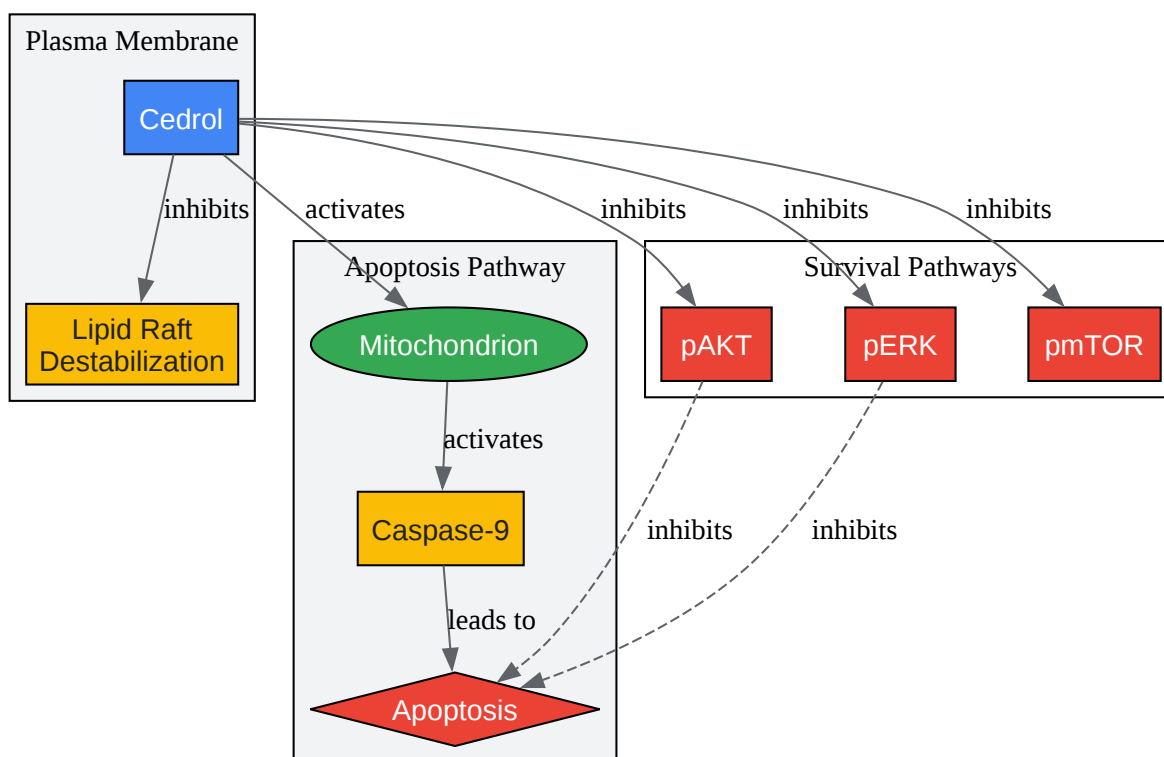 Plasma Membrane
Cedrol
inhibits
activates
inhibits
inhibits
inhibits
Apoptosis Pathway
Survival Pathways
Lipid Raft
Destabilization
Mitochondrion
pAKT
pERK
pmTOR
activates
Caspase-9
inhibits
inhibits
leads to
Apoptosis